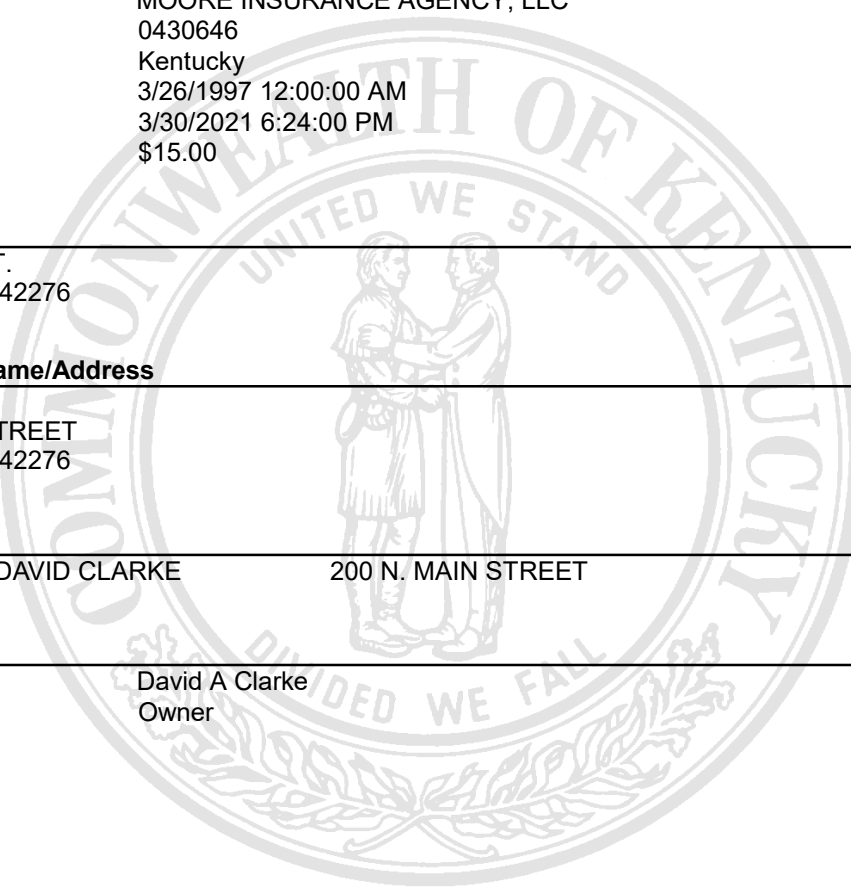 MOORE INSURANCE AGENCY, LLC
0430646
Kentucky
3/26/1997 12:00:00 AM
3/30/2021 6:24:00 PM
$15.00
T.
42276
ame/Address
TREET
42276
DAVID CLARKE 200 N. MAIN STREET
David A Clarke
Owner
COMMONWEALTH OF KENTUCKY
UNITED WE STAND
DIVIDED WE FALL